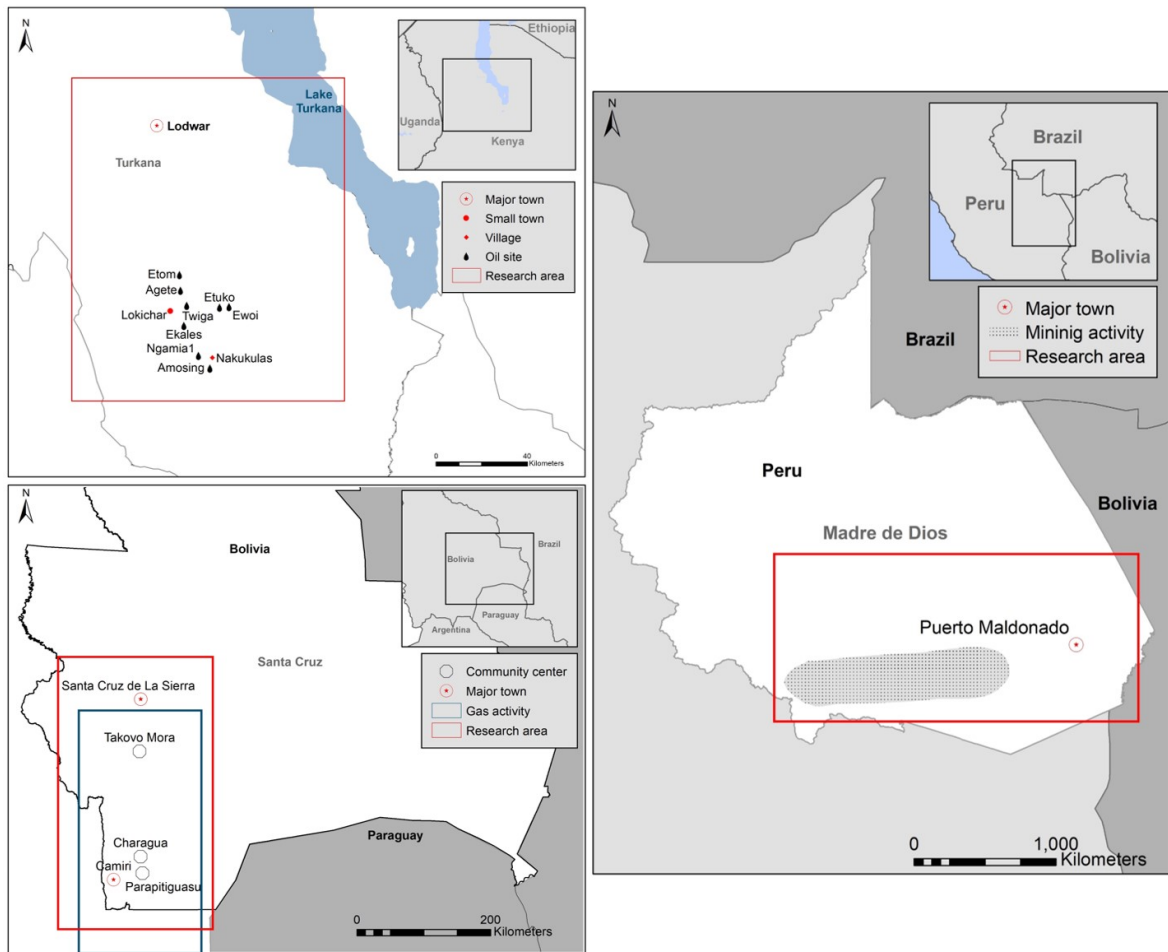 N
Ethiopia
Uganda
Kenya
Lake
Turkana
Lodwar
Turkana
Major town
Small town
Village
Oil site
Research area
Etom
Agete
Etuko
Lokichar
Twiga
Ewoi
Ekales
Ngamia1
Nakukulas
Amosing
0 40
Kilometers
N
Bolivia
Bolivia
Brazil
Paraguay
Argentina
Santa Cruz
Community center
Major town
Gas activity
Research area
Santa Cruz de La Sierra
Takovo Mora
Charagua
Camiri
Parapitiguasu
Paraguay
0 200
Kilometers
N
Brazil
Peru
Bolivia
Major town
Mininig activity
Research area
Brazil
Peru
Bolivia
Madre de Dios
Puerto Maldonado
0 1,000
Kilometers